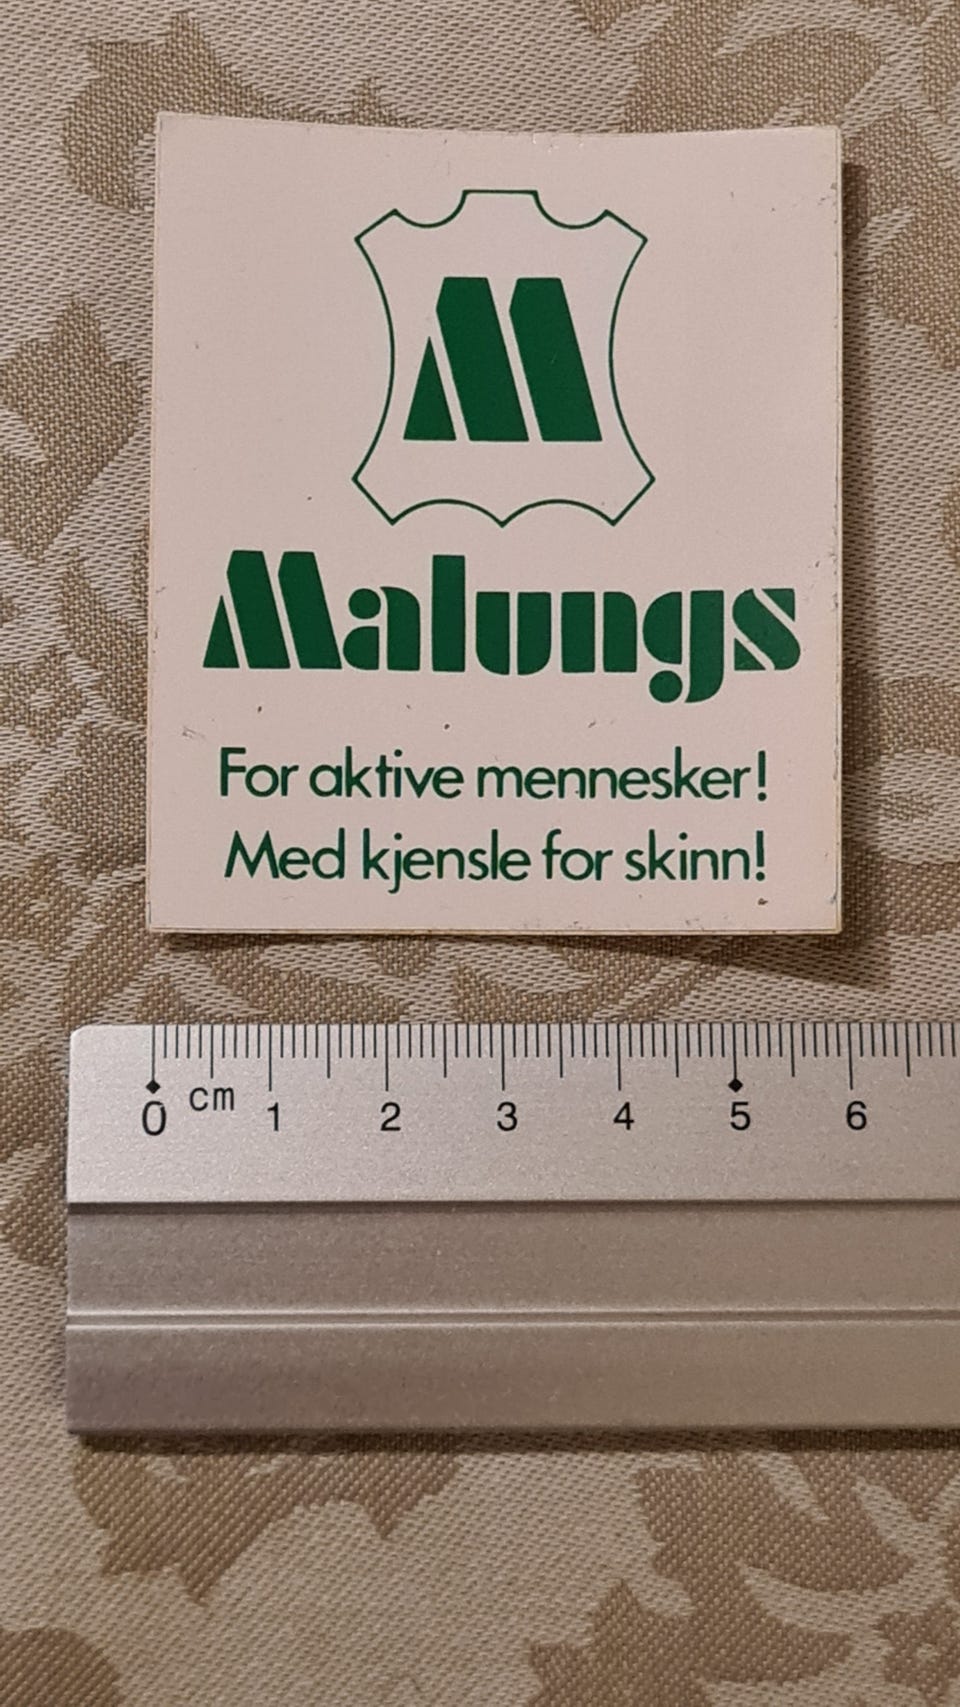 M
Malungs
For aktive mennesker!
Med kjensle for skinn!
0 cm 1 2 3 4 5 6